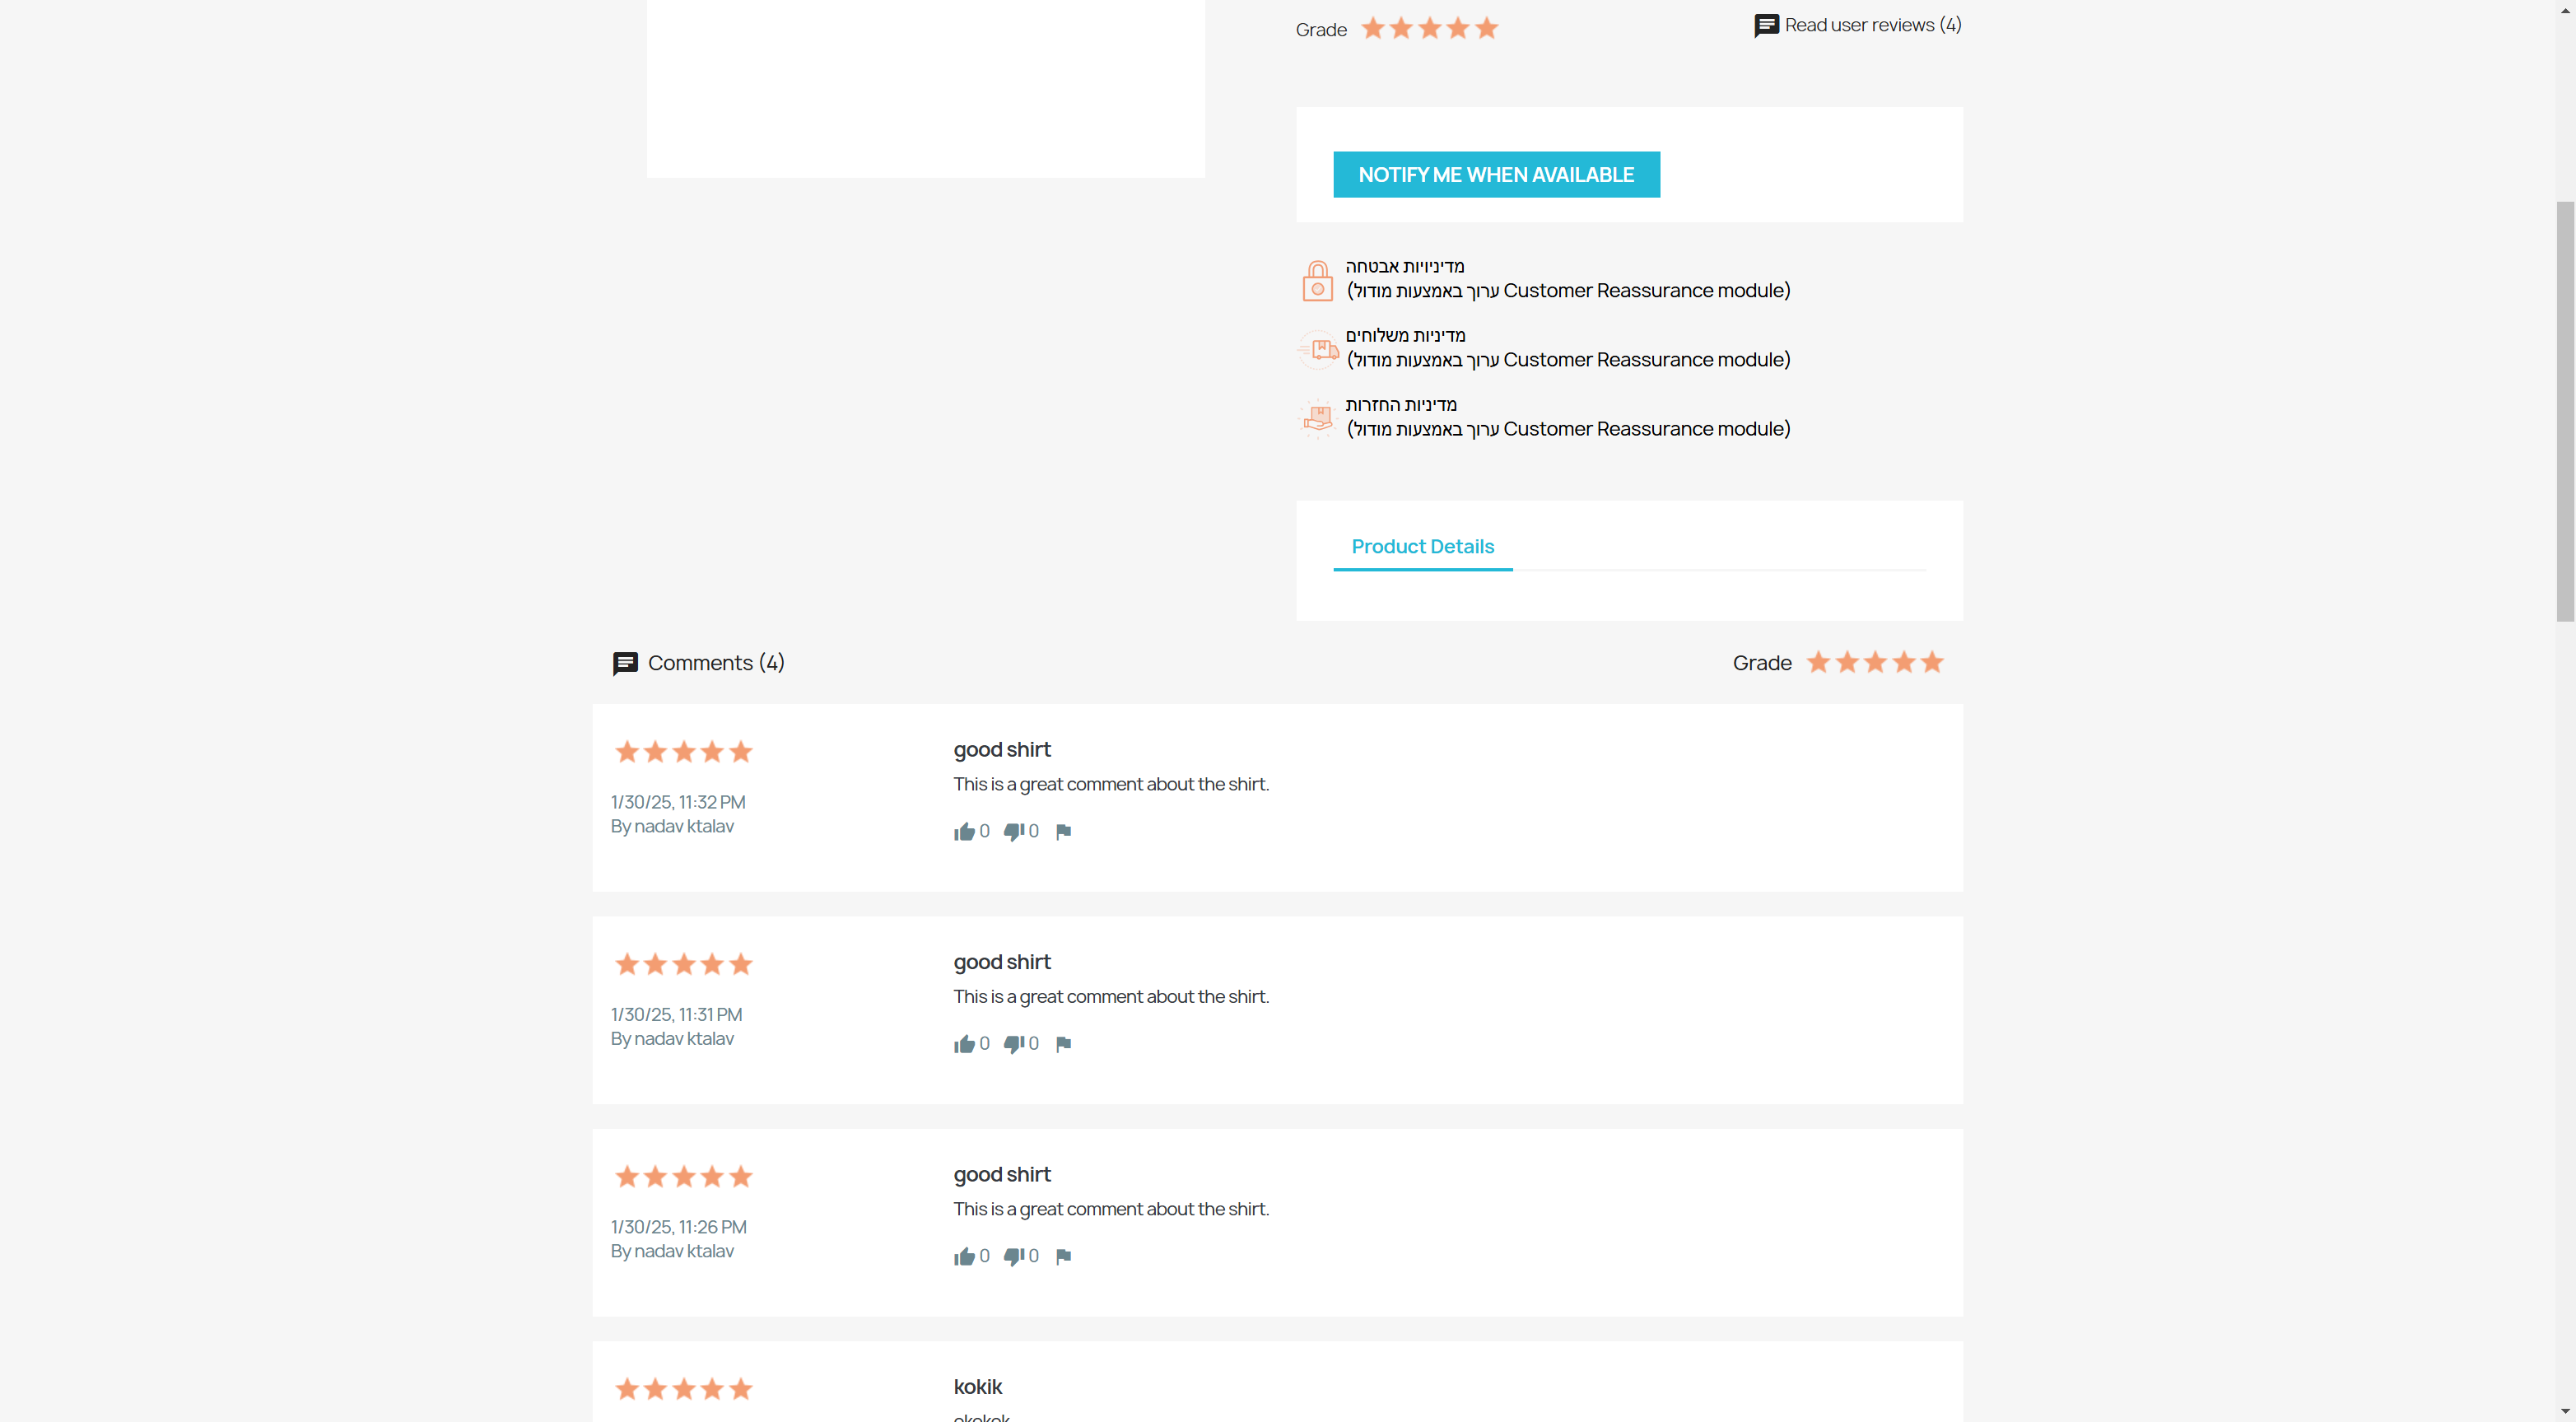 Grade
Read user reviews (4)
NOTIFY ME WHEN AVAILABLE
מדיניויות אבטחה
(ערוך באמצעות מודול Customer Reassurance module)
מדיניות משלוחים
(ערוך באמצעות מודול Customer Reassurance module)
מדיניות החזרות
(ערוך באמצעות מודול Customer Reassurance module)
Product Details
Comments (4)
Grade
good shirt
This is a great comment about the shirt.
1/30/25, 11:32 PM
By nadav ktalav
0 0
good shirt
This is a great comment about the shirt.
1/30/25, 11:31 PM
By nadav ktalav
0 0
good shirt
This is a great comment about the shirt.
1/30/25, 11:26 PM
By nadav ktalav
0 0
kokik